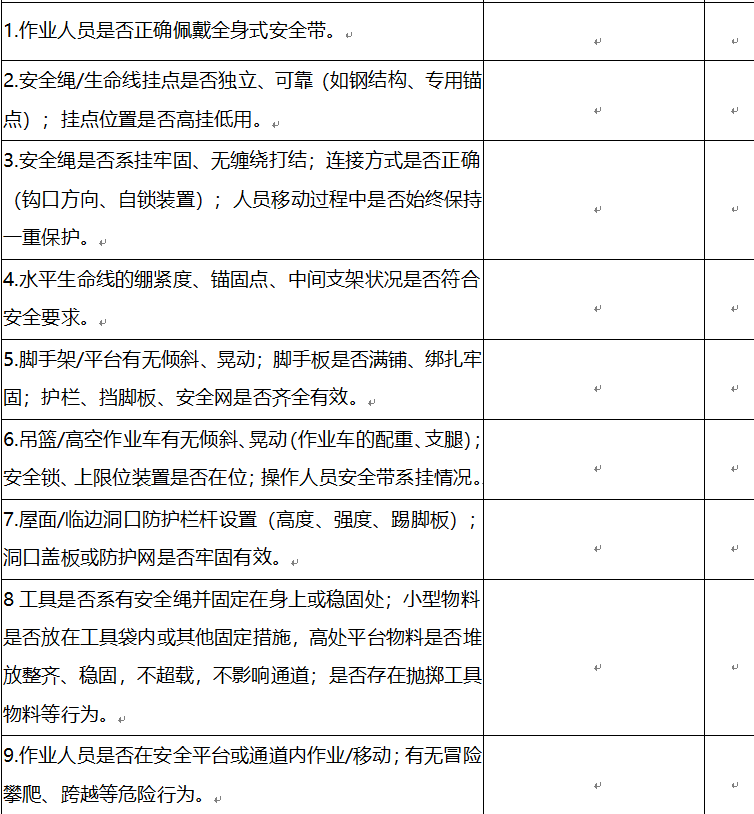 1.作业人员是否正确佩戴全身式安全带。
2.安全绳/生命线挂点是否独立、可靠（如钢结构、专用锚
点）；挂点位置是否高挂低用。
3.安全绳是否系挂牢固、无缠绕打结；连接方式是否正确
（钩口方向、自锁装置）；人员移动过程中是否始终保持
一重保护。
4.水平生命线的绷紧度、锚固点、中间支架状况是否符合
安全要求。
5.脚手架/平台有无倾斜、晃动；脚手板是否满铺、绑扎牢
固；护栏、挡脚板、安全网是否齐全有效。
6.吊篮/高空作业车有无倾斜、晃动（作业车的配重、支腿）；
安全锁、上限位装置是否在位；操作人员安全带系挂情况。
7.屋面/临边洞口防护栏杆设置（高度、强度、踢脚板）；
洞口盖板或防护网是否牢固有效。
8 工具是否系有安全绳并固定在身上或稳固处；小型物料
是否放在工具袋内或其他固定措施，高处平台物料是否堆
放整齐、稳固，不超载，不影响通道；是否存在抛掷工具
物料等行为。
9.作业人员是否在安全平台或通道内作业/移动；有无冒险
攀爬、跨越等危险行为。